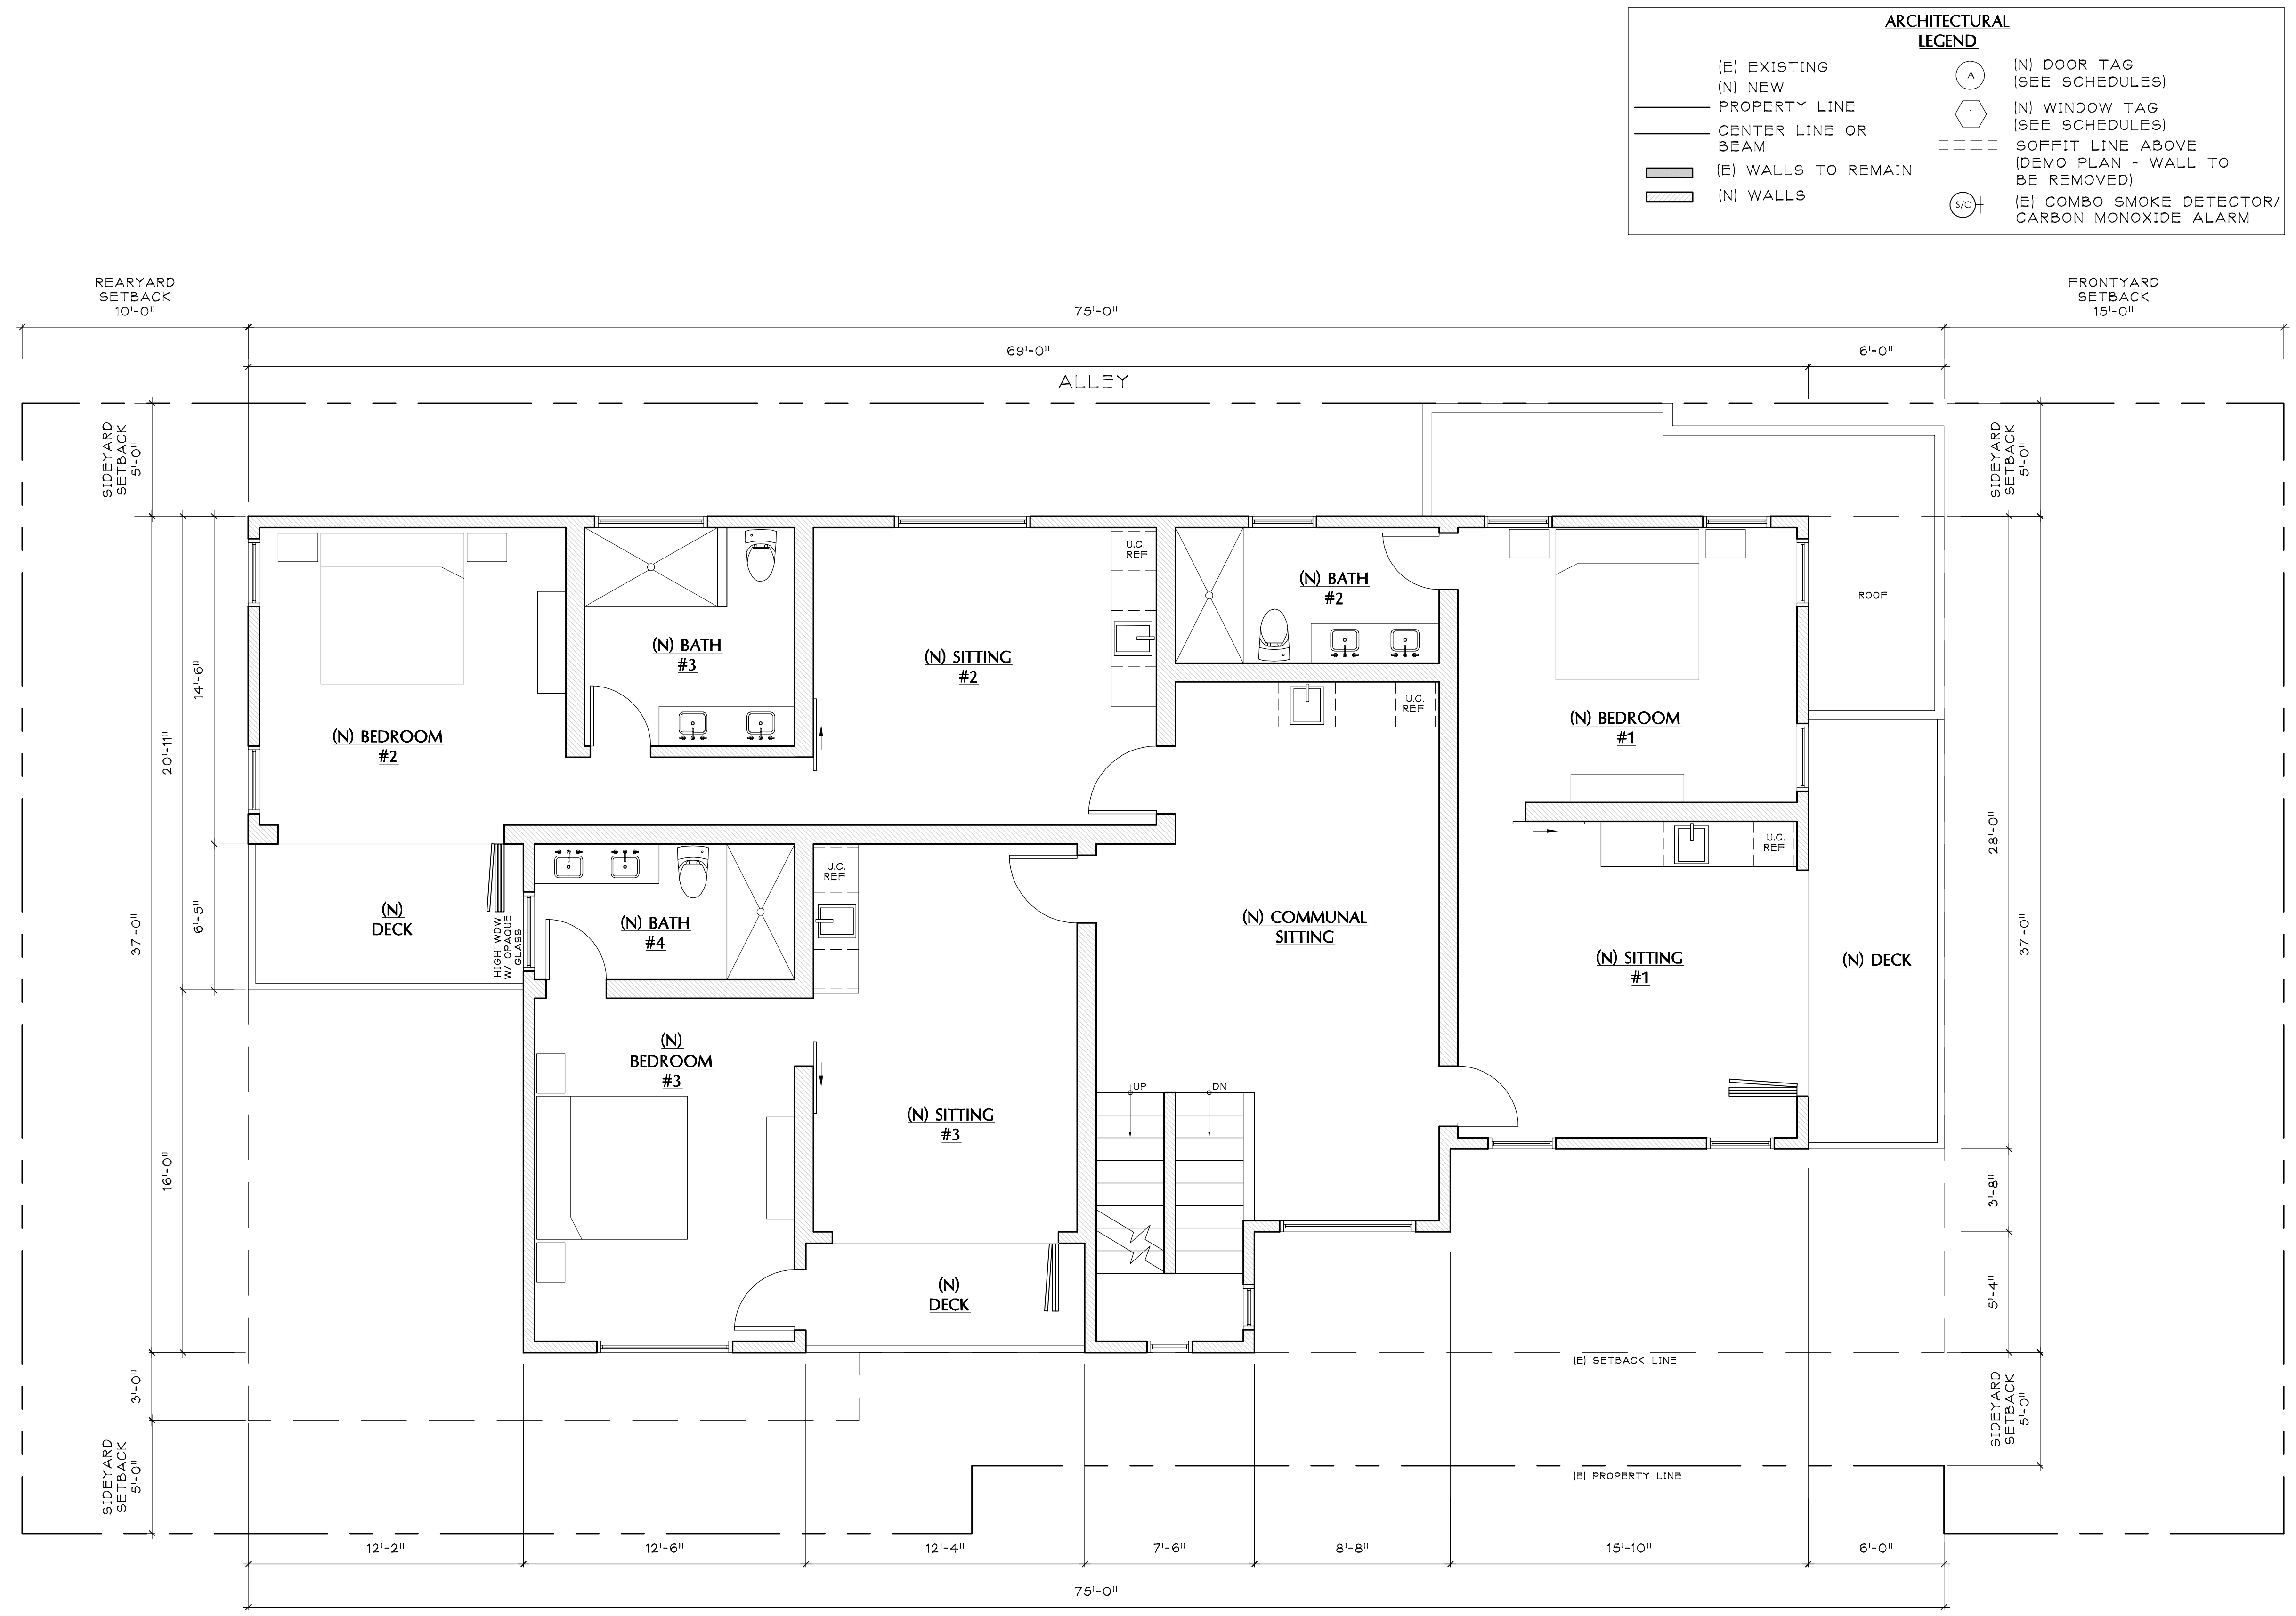 ARCHITECTURAL
LEGEND
(E) EXISTING
(N) NEW
PROPERTY LINE
CENTER LINE OR
BEAM
(E) WALLS TO REMAIN
(N) WALLS
A
(N) DOOR TAG
(SEE SCHEDULES)
1
(N) WINDOW TAG
(SEE SCHEDULES)
SOFFIT LINE ABOVE
(DEMO PLAN - WALL TO
BE REMOVED)
S/C
(E) COMBO SMOKE DETECTOR/
CARBON MONOXIDE ALARM
REARYARD
SETBACK
10'-0"
75'-0"
FRONTYARD
SETBACK
15'-0"
69'-0"
6'-0"
ALLEY
SIDEYARD
SETBACK
5'-0"
SIDEYARD
SETBACK
5'-0"
U.C.
REF
(N) BATH
#2
ROOF
(N) BATH
#3
(N) SITTING
#2
14'-6"
U.C.
REF
(N) BEDROOM
#1
(N) BEDROOM
#2
20'-11"
28'-0"
U.C.
REF
U.C.
REF
(N)
DECK
6'-5"
37'-0"
HIGH WDW
W/ OPAQUE
GLASS
(N) BATH
#4
(N) COMMUNAL
SITTING
(N) SITTING
#1
(N) DECK
37'-0"
(N)
BEDROOM
#3
UP
DN
(N) SITTING
#3
16'-0"
3'-8"
(N)
DECK
5'-4"
(E) SETBACK LINE
3'-0"
SIDEYARD
SETBACK
5'-0"
SIDEYARD
SETBACK
5'-0"
(E) PROPERTY LINE
12'-2"
12'-6"
12'-4"
7'-6"
8'-8"
15'-10"
6'-0"
75'-0"